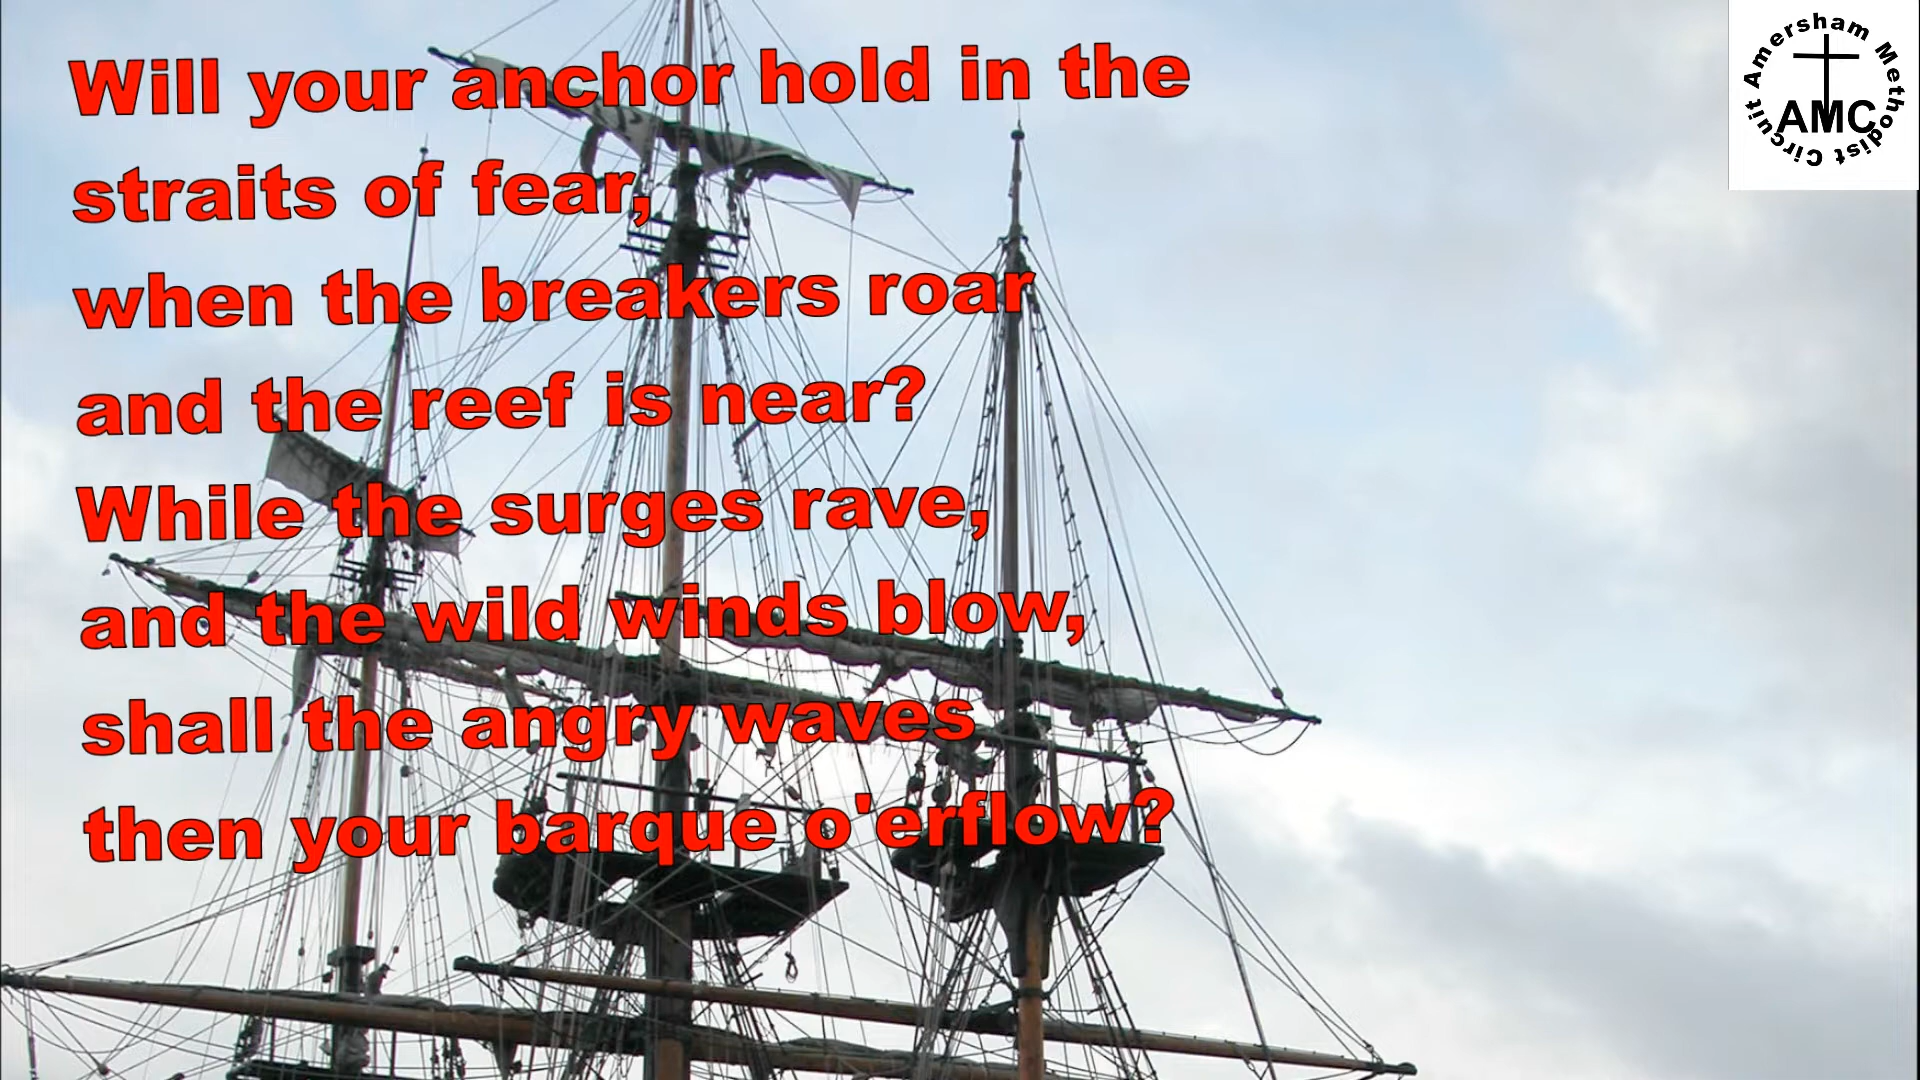 Will your anchor hold in the
straits of fear,
when the breakers roar
and the reef is near?
While the surges rave,
and the wild winds blow,
shall the angry waves
then your barque o'erflow?
Amersham Methodist Circuit
AMC